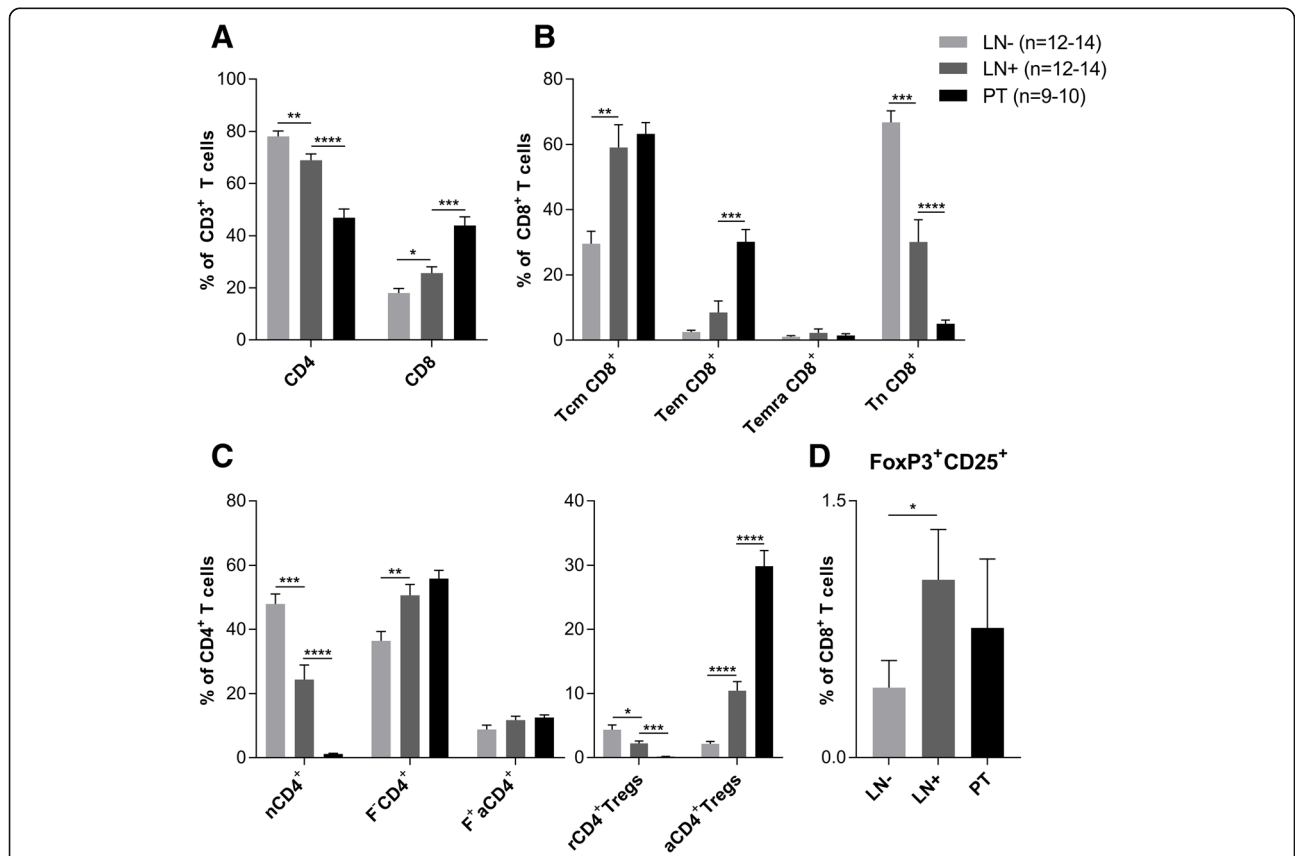 A
B
LN- (n=12-14)
LN+ (n=12-14)
PT (n=9-10)
% of CD3⁺ T cells
100
80
60
40
20
0
**
****
*
***
CD4
CD8
% of CD8⁺ T cells
80
60
40
20
0
**
***
***
****
Tcm CD8⁺
Tem CD8⁺
Temra CD8⁺
Tn CD8⁺
C
D
FoxP3⁺CD25⁺
% of CD4⁺ T cells
80
60
40
20
0
***
****
**
nCD4⁺
F⁻CD4⁺
F⁺aCD4⁺
40
30
20
10
0
*
***
****
****
rCD4⁺Tregs
aCD4⁺Tregs
% of CD8⁺ T cells
1.5
0.0
*
LN-
LN+
PT